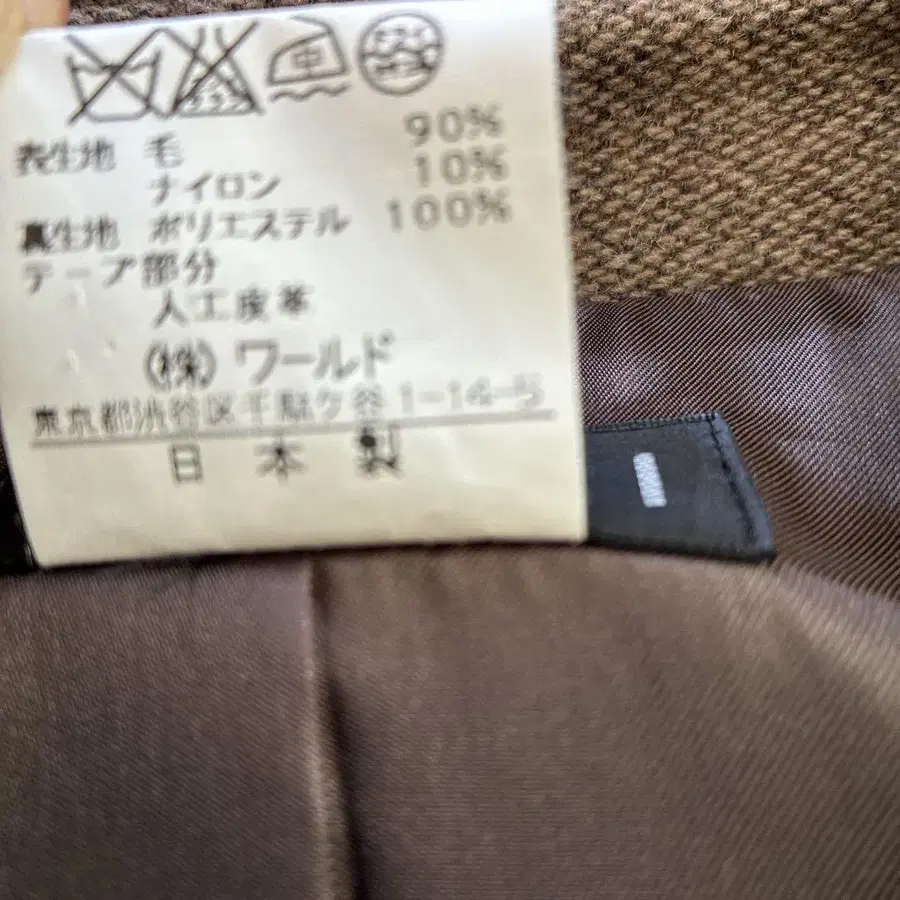 中
表生地 毛 90%
ナイロン 10%
裏生地 ポリエステル 100%
テープ部分
人工皮革
(株) ワールド
東京都渋谷区千駄ケ谷1-14-5
日本製